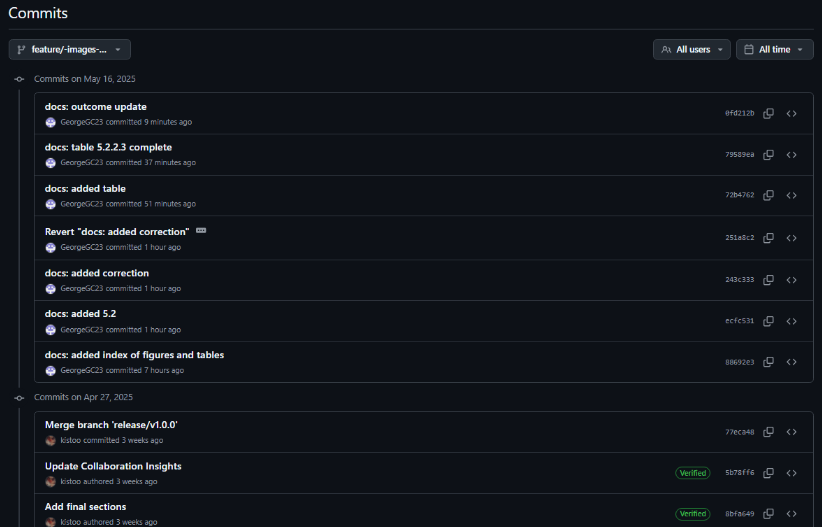 Commits
feature/-images-...
All users
All time
Commits on May 16, 2025
docs: outcome update
GeorgeGC23 committed 9 minutes ago
0fd212b
docs: table 5.2.2.3 complete
GeorgeGC23 committed 37 minutes ago
79589ea
docs: added table
GeorgeGC23 committed 51 minutes ago
72b4762
Revert "docs: added correction"
GeorgeGC23 committed 1 hour ago
251a8c2
docs: added correction
GeorgeGC23 committed 1 hour ago
243c333
docs: added 5.2
GeorgeGC23 committed 1 hour ago
ecfc531
docs: added index of figures and tables
GeorgeGC23 committed 7 hours ago
88692e3
Commits on Apr 27, 2025
Merge branch 'release/v1.0.0'
kistoo committed 3 weeks ago
77eca48
Update Collaboration Insights
kistoo authored 3 weeks ago
Verified
5b78ff6
Add final sections
kistoo authored 3 weeks ago
Verified
8bfa649